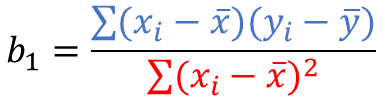 b₁ = ∑(xᵢ − x̄)(yᵢ − ȳ) / ∑(xᵢ − x̄)²